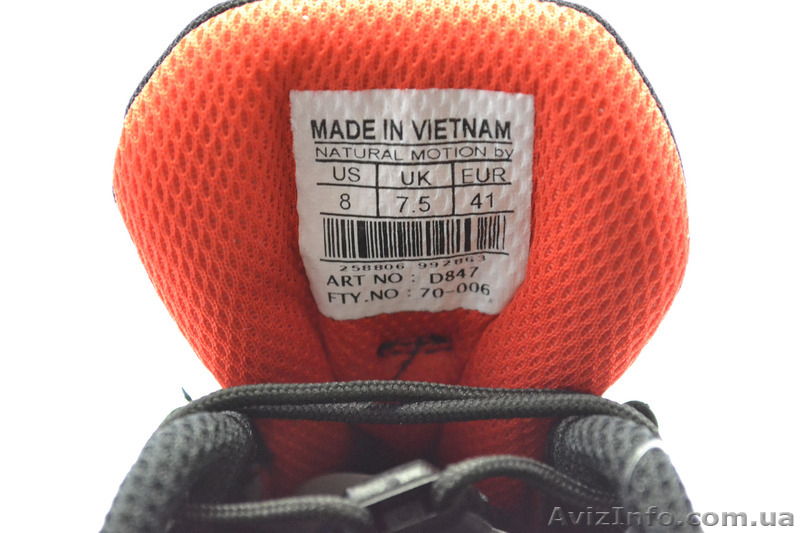 MADE IN VIETNAM
NATURAL MOTION by
US UK EUR
8 7.5 41
258806 992863
ART NO : D847
FTY.NO : 70-006
AvizInfo.com.ua